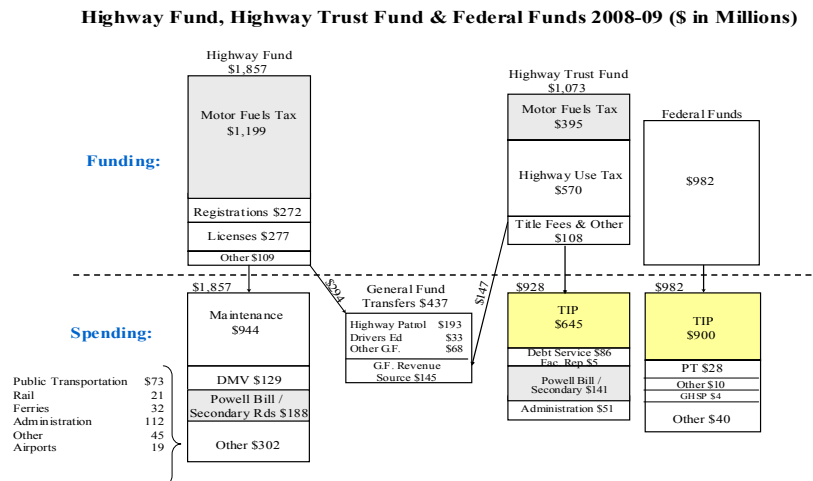 Highway Fund, Highway Trust Fund & Federal Funds 2008-09 ($ in Millions)
Highway Fund
$1,857
Motor Fuels Tax
$1,199
Registrations $272
Licenses $277
Other $109
Highway Trust Fund
$1,073
Motor Fuels Tax
$395
Highway Use Tax
$570
Title Fees & Other
$108
Federal Funds
$982
Funding:
$294
$147
Spending:
$1,857
Maintenance
$944
DMV $129
Powell Bill /
Secondary Rds $188
Other $302
Public Transportation $73
Rail 21
Ferries 32
Administration 112
Other 45
Airports 19
General Fund
Transfers $437
Highway Patrol $193
Drivers Ed $33
Other G.F. $68
G.F. Revenue
Source $145
$928
TIP
$645
Debt Service $86
Fac. Rep $5
Powell Bill /
Secondary $141
Administration $51
$982
TIP
$900
PT $28
Other $10
GHSP $4
Other $40